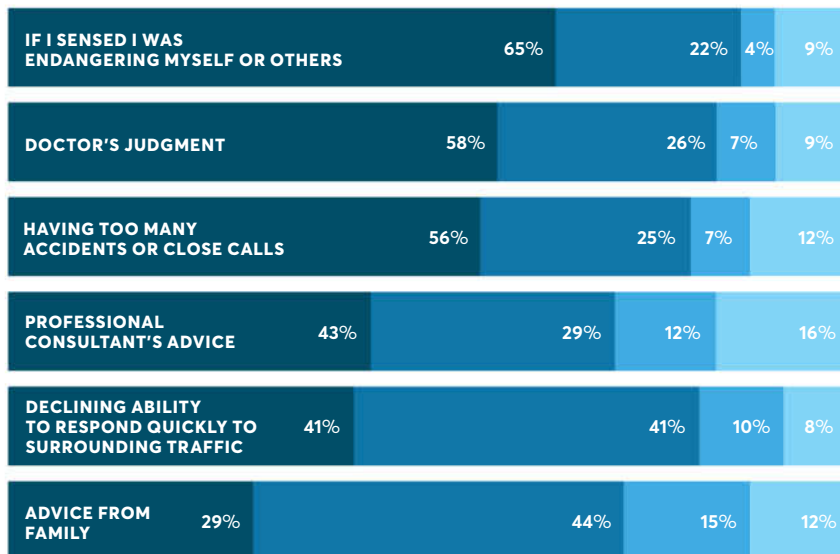 IF I SENSED I WAS
ENDANGERING MYSELF OR OTHERS
65% 22% 4% 9%
DOCTOR'S JUDGMENT 58% 26% 7% 9%
HAVING TOO MANY
ACCIDENTS OR CLOSE CALLS
56% 25% 7% 12%
PROFESSIONAL
CONSULTANT'S ADVICE
43% 29% 12% 16%
DECLINING ABILITY
TO RESPOND QUICKLY TO
SURROUNDING TRAFFIC
41% 41% 10% 8%
ADVICE FROM
FAMILY
29% 44% 15% 12%